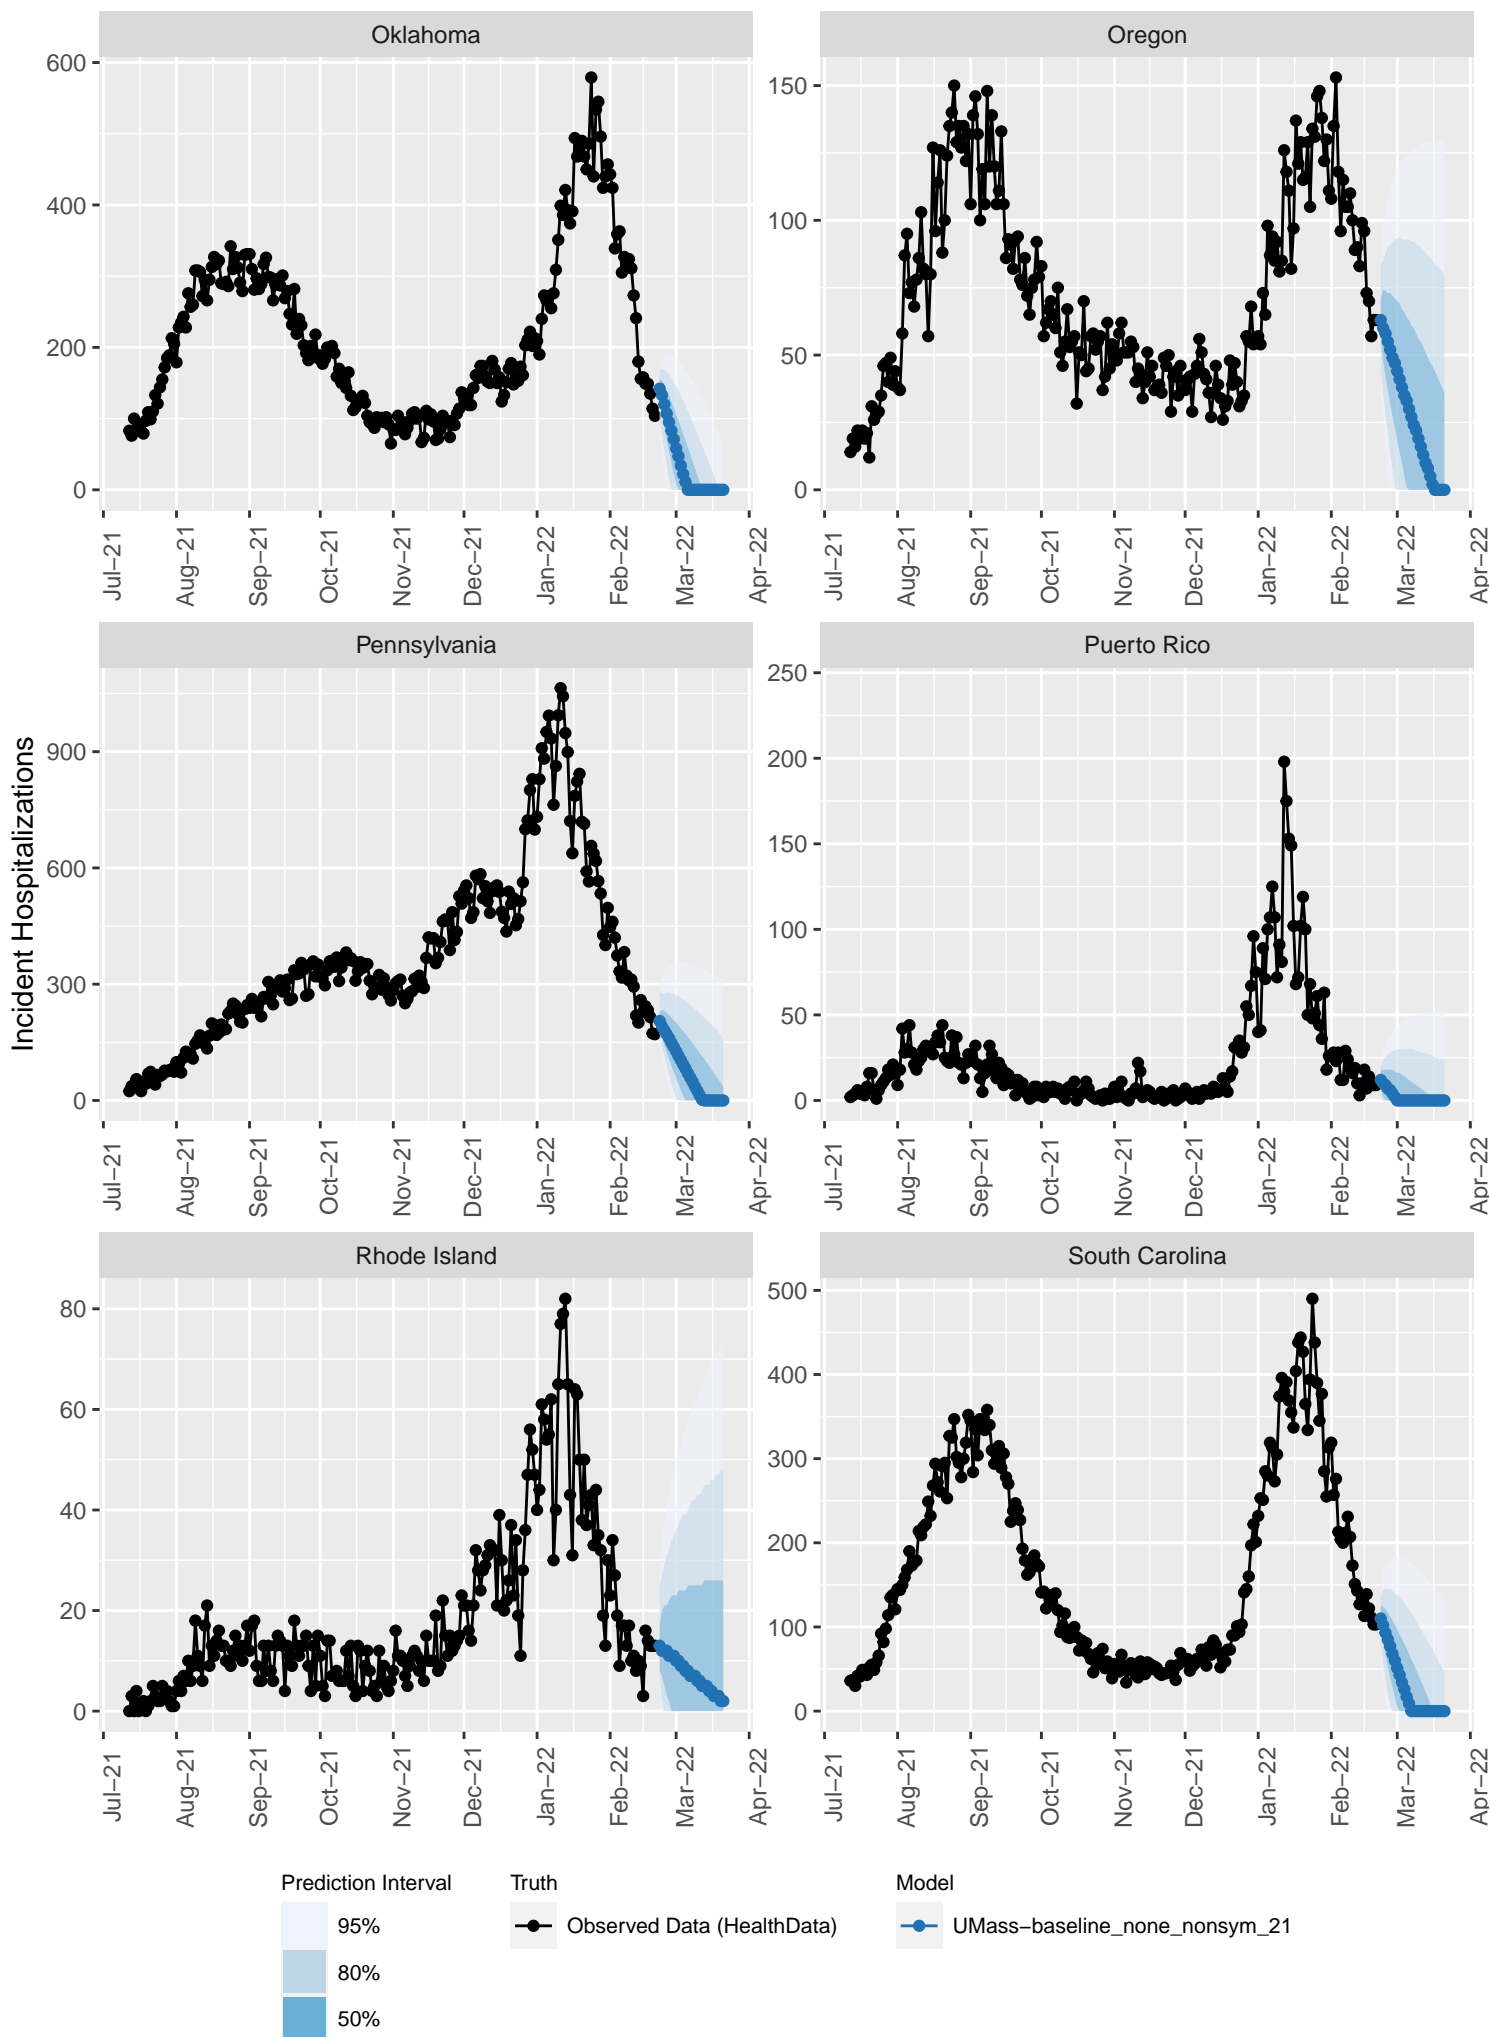 Oklahoma
Oregon
600
400
200
0
150
100
50
0
Jul−21
Aug−21
Sep−21
Oct−21
Nov−21
Dec−21
Jan−22
Feb−22
Mar−22
Apr−22
Jul−21
Aug−21
Sep−21
Oct−21
Nov−21
Dec−21
Jan−22
Feb−22
Mar−22
Apr−22
Pennsylvania
Puerto Rico
Incident Hospitalizations
900
600
300
0
250
200
150
100
50
0
Jul−21
Aug−21
Sep−21
Oct−21
Nov−21
Dec−21
Jan−22
Feb−22
Mar−22
Apr−22
Jul−21
Aug−21
Sep−21
Oct−21
Nov−21
Dec−21
Jan−22
Feb−22
Mar−22
Apr−22
Rhode Island
South Carolina
80
60
40
20
0
500
400
300
200
100
0
Jul−21
Aug−21
Sep−21
Oct−21
Nov−21
Dec−21
Jan−22
Feb−22
Mar−22
Apr−22
Jul−21
Aug−21
Sep−21
Oct−21
Nov−21
Dec−21
Jan−22
Feb−22
Mar−22
Apr−22
Prediction Interval
95%
80%
50%
Truth
Observed Data (HealthData)
Model
UMass−baseline_none_nonsym_21